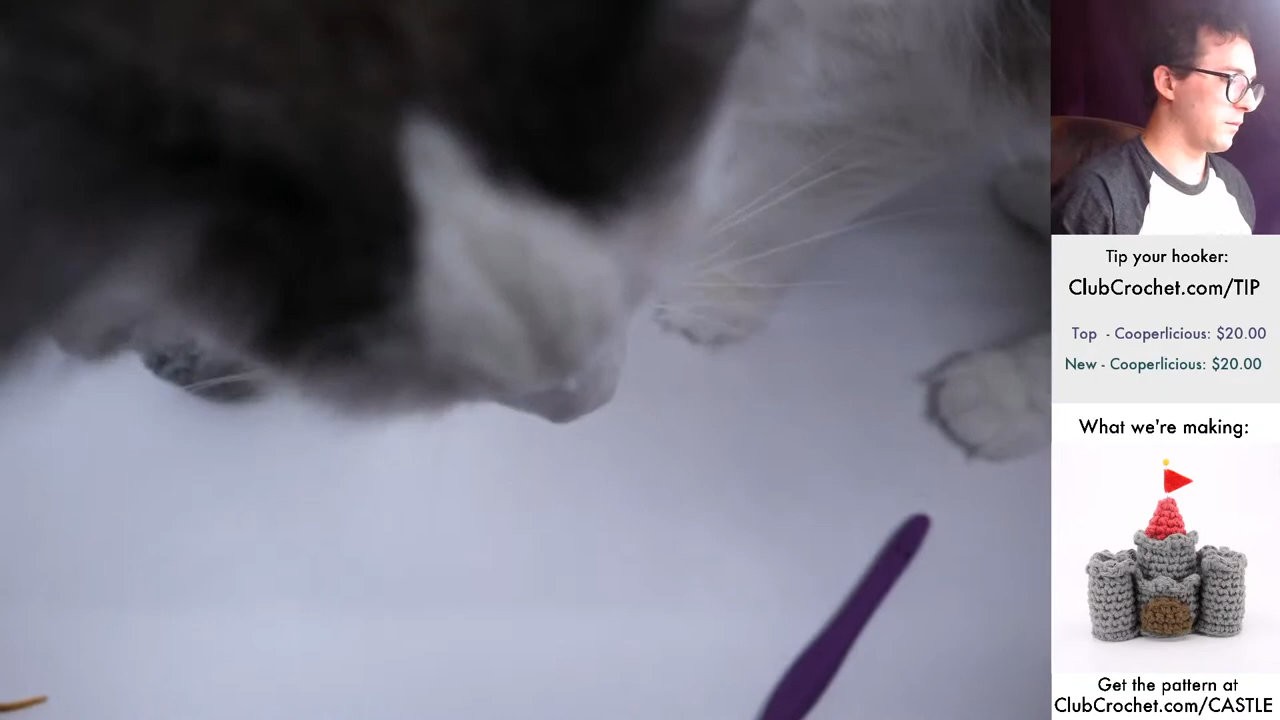 Tip your hooker:
ClubCrochet.com/TIP
Top - Cooperlicious: $20.00
New - Cooperlicious: $20.00
What we're making:
Get the pattern at
ClubCrochet.com/CASTLE